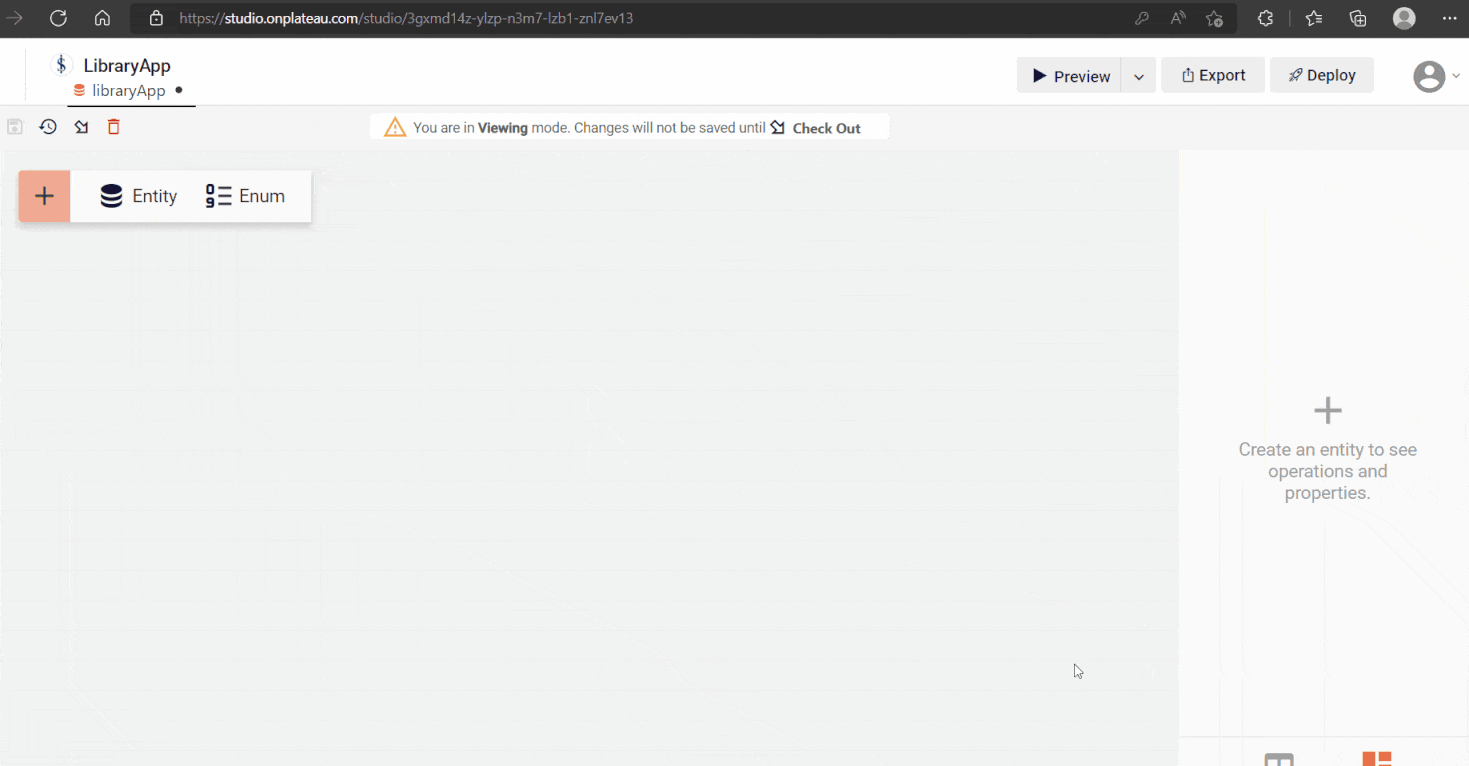 https://studio.onplateau.com/studio/3gxmd14z-ylzp-n3m7-lzb1-znl7ev13
LibraryApp
libraryApp
Preview
Export
Deploy
You are in Viewing mode. Changes will not be saved until Check Out
Entity
Enum
Create an entity to see
operations and
properties.